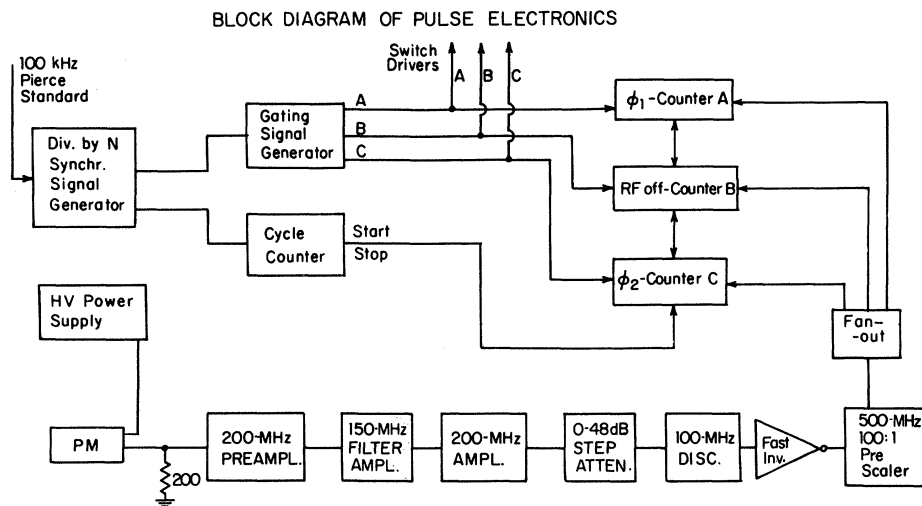 BLOCK DIAGRAM OF PULSE ELECTRONICS
100 kHz
Pierce
Standard
Switch
Drivers
A
B
C
Div. by N
Synchr.
Signal
Generator
Gating
Signal
Generator
A
B
C
ϕ1-Counter A
RF off-Counter B
ϕ2-Counter C
Cycle
Counter
Start
Stop
HV Power
Supply
Fan-
-out
PM
200
200-MHz
PREAMPL.
150-MHz
FILTER
AMPL.
200-MHz
AMPL.
0-48dB
STEP
ATTEN.
100-MHz
DISC.
Fast
Inv.
500-MHz
100:1
Pre
Scaler